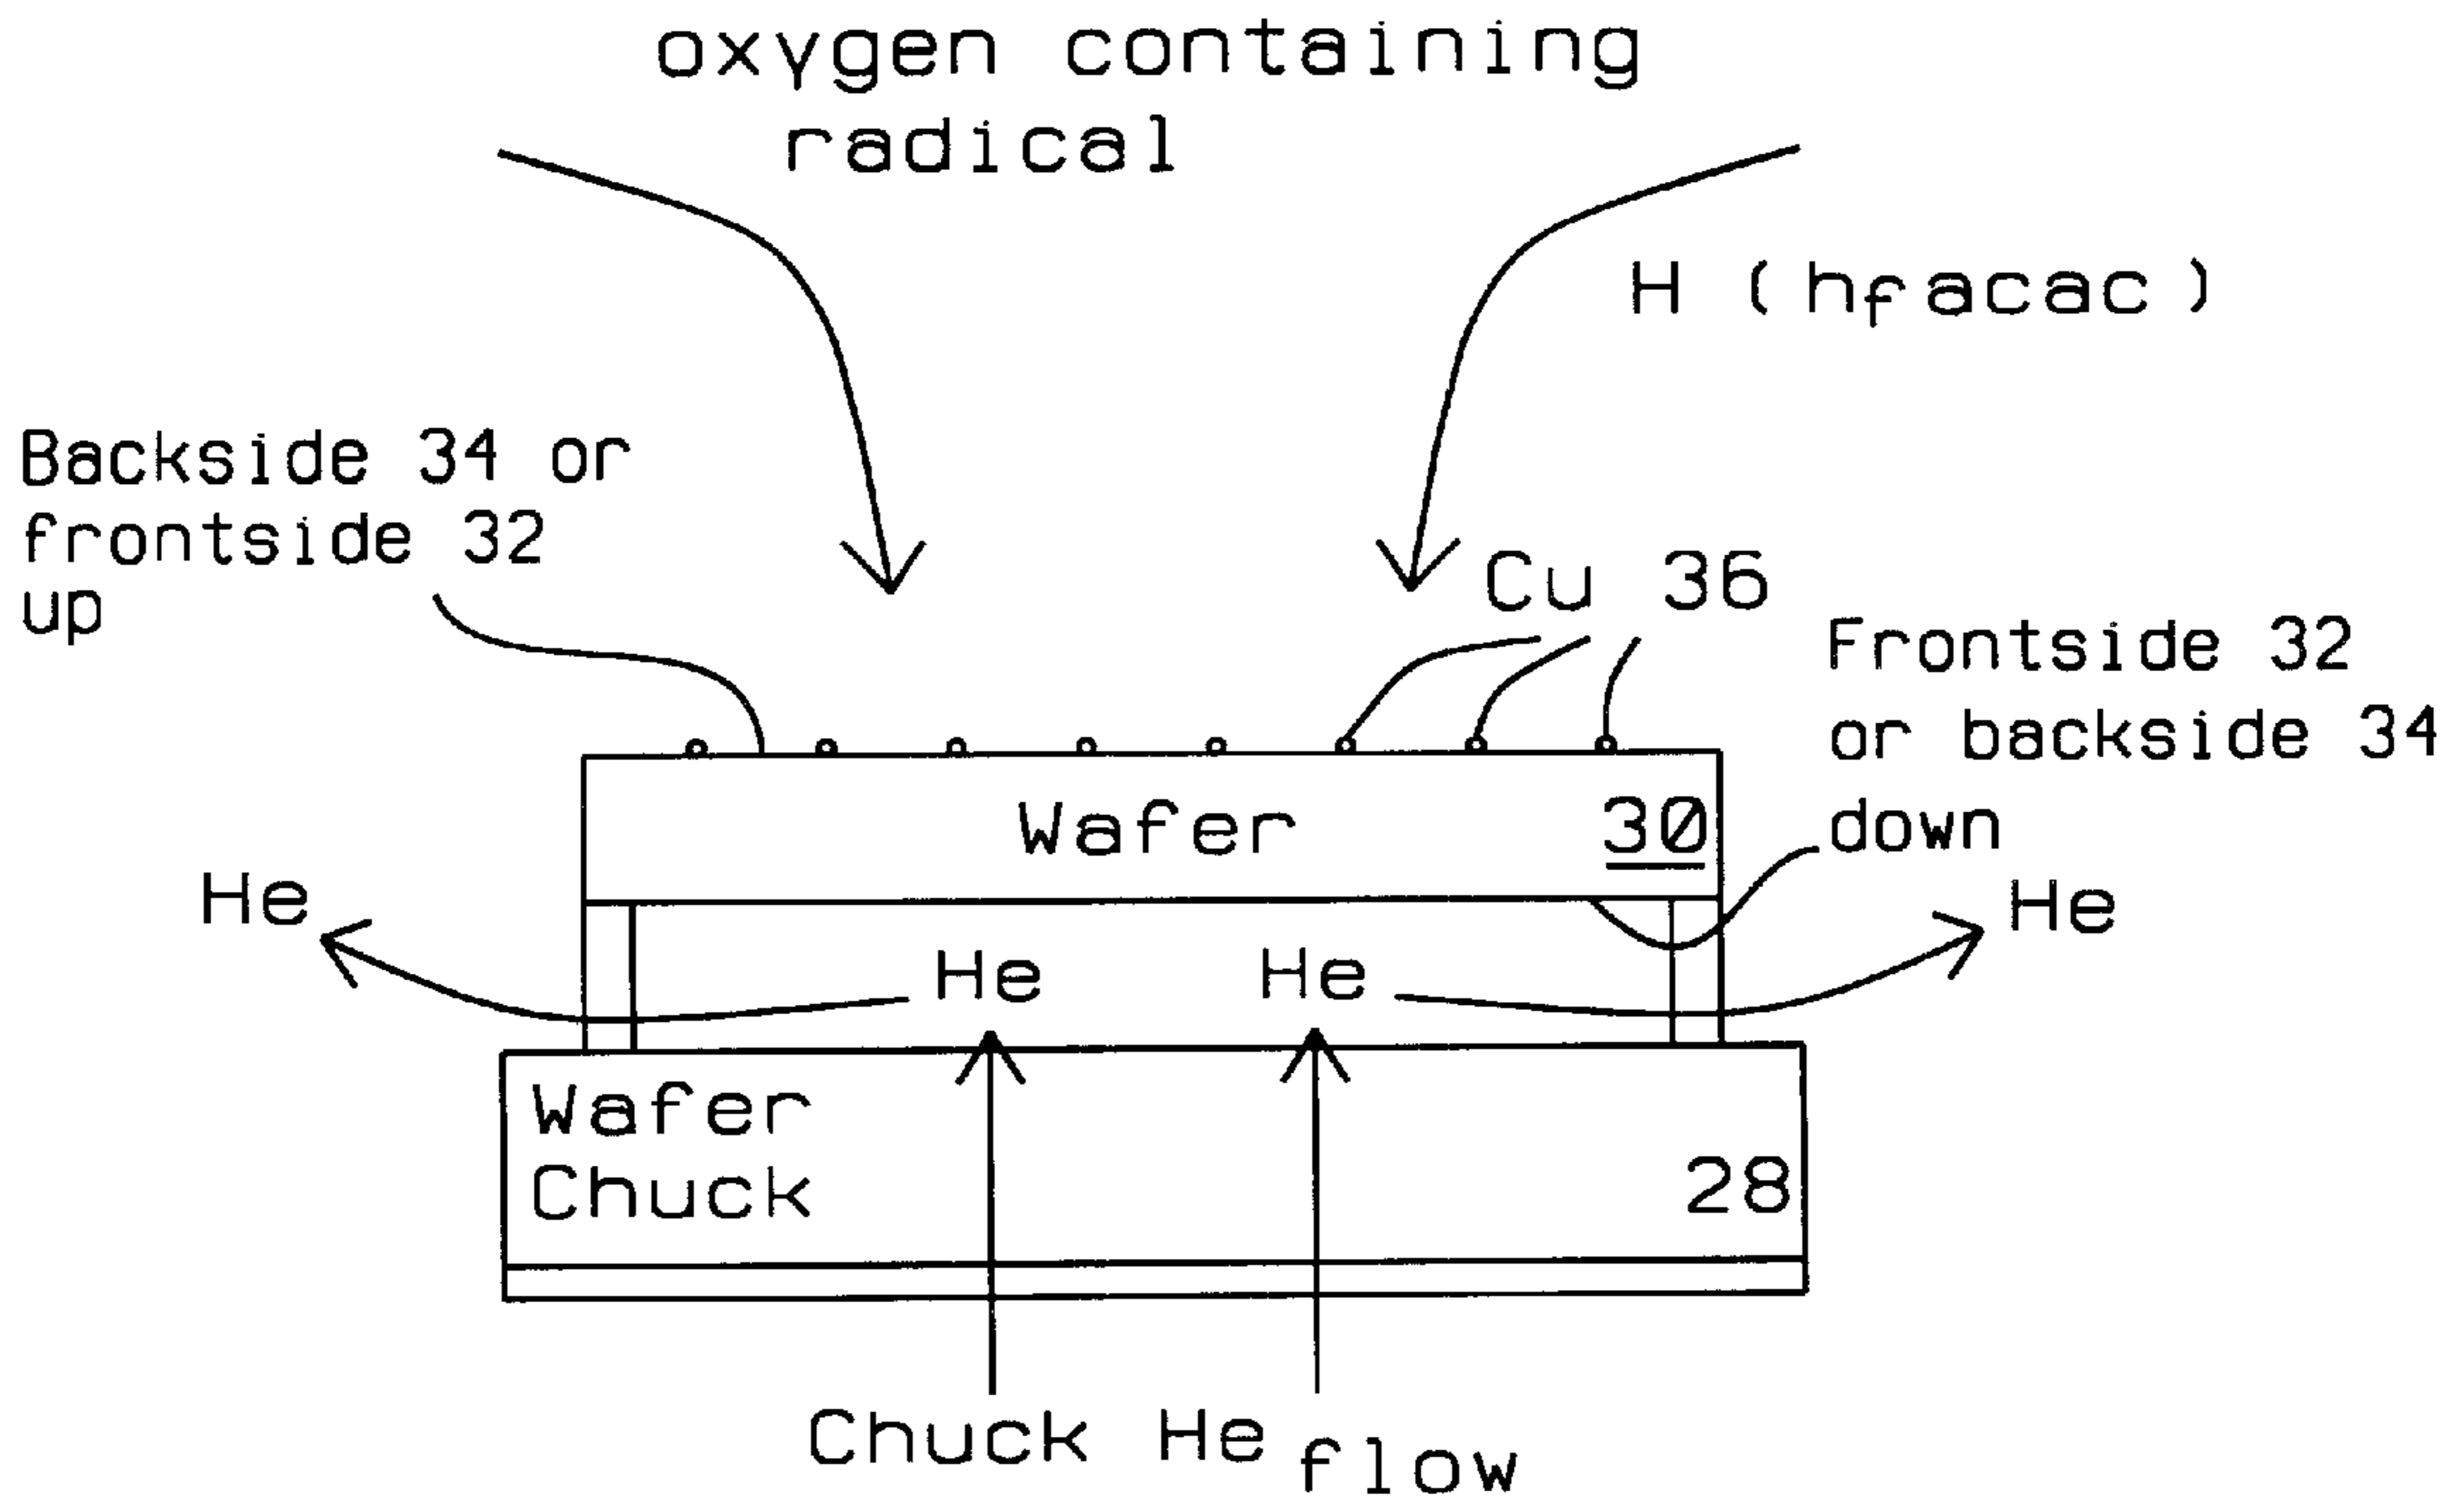 oxygen containing
radical
H (hfacac)
Backside 34 or
frontside 32
up
Cu 36
Frontside 32
or backside 34
down
Wafer 30
He He
He He
Wafer
Chuck
28
Chuck He flow